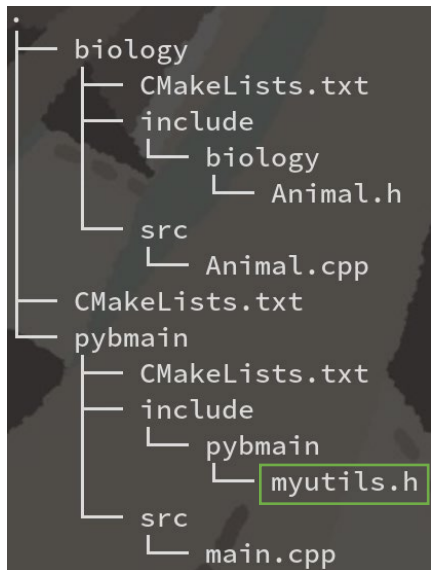 .
├── biology
│   ├── CMakeLists.txt
│   ├── include
│   │   └── biology
│   │       └── Animal.h
│   └── src
│       └── Animal.cpp
├── CMakeLists.txt
└── pybmain
    ├── CMakeLists.txt
    ├── include
    │   └── pybmain
    │       └── myutils.h
    └── src
        └── main.cpp